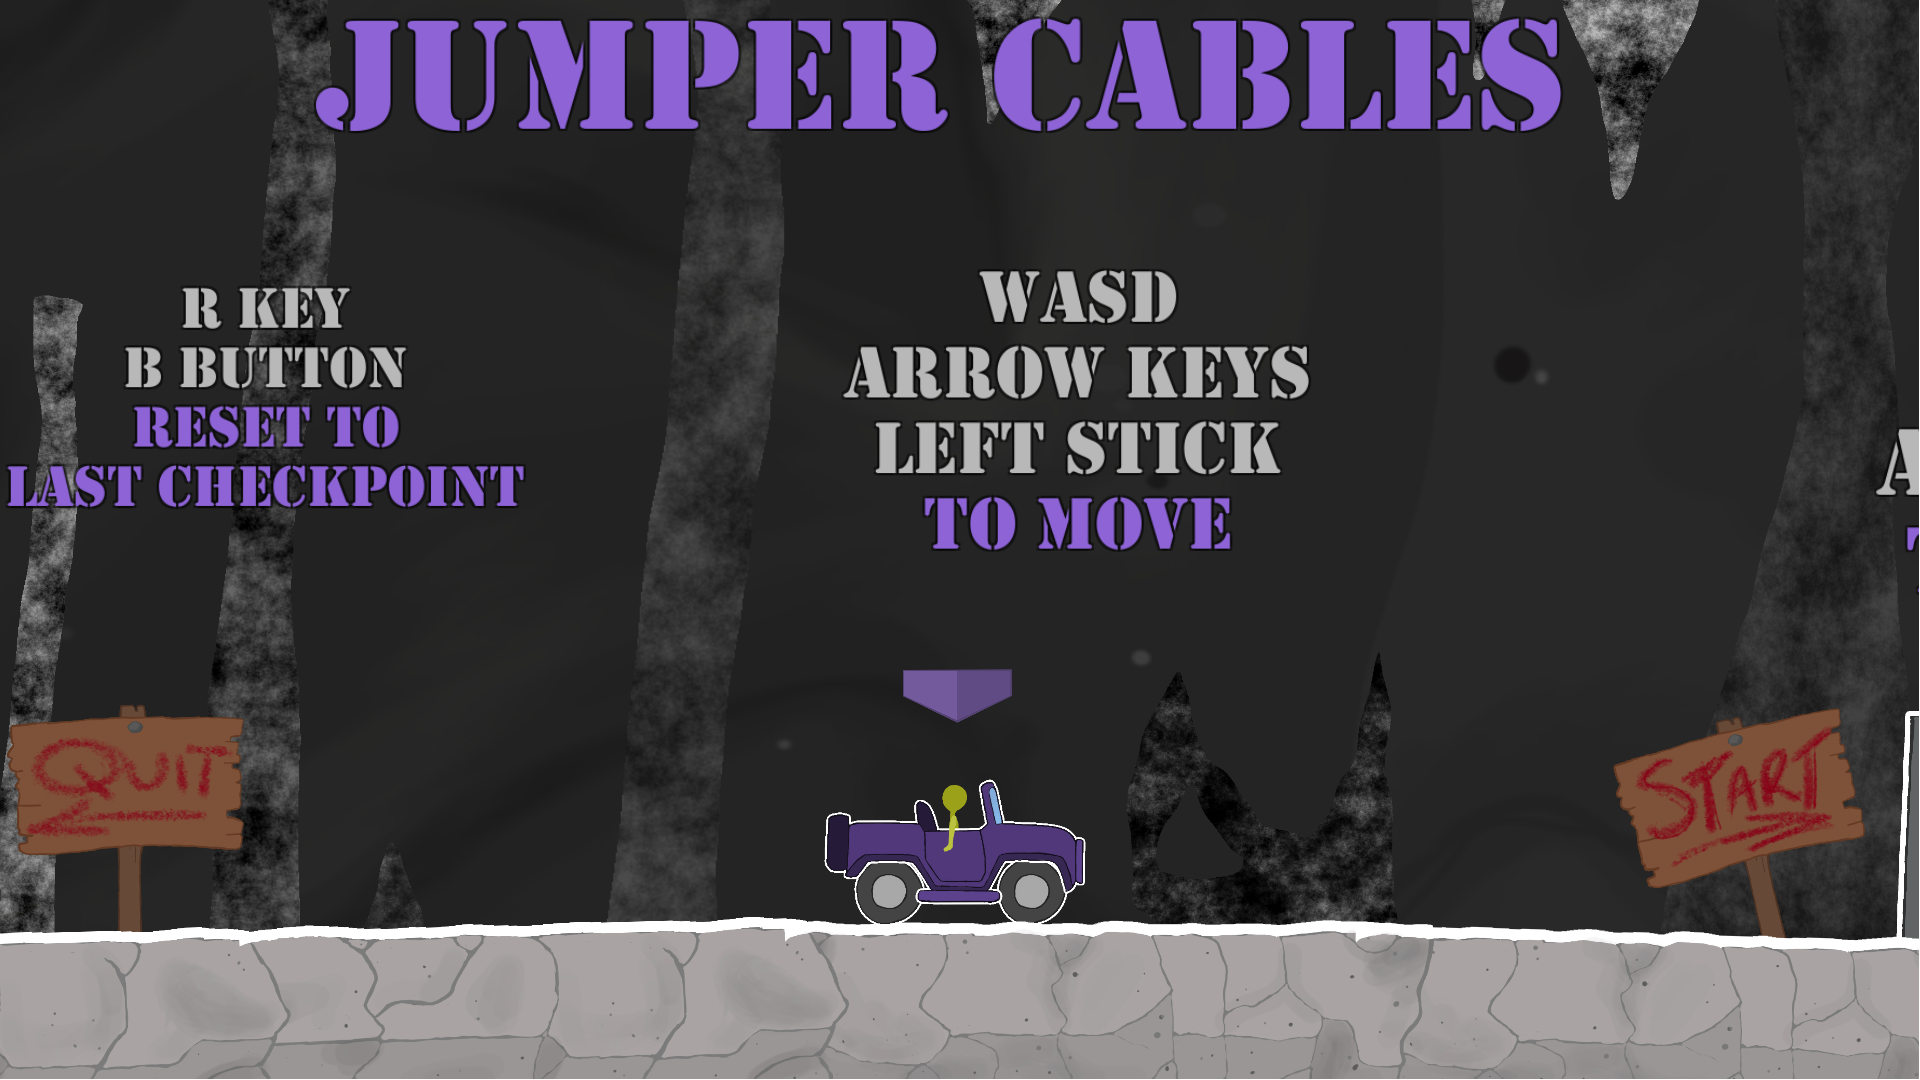 JUMPER CABLES
R KEY
B BUTTON
RESET TO
LAST CHECKPOINT
WASD
ARROW KEYS
LEFT STICK
TO MOVE
QUIT
START